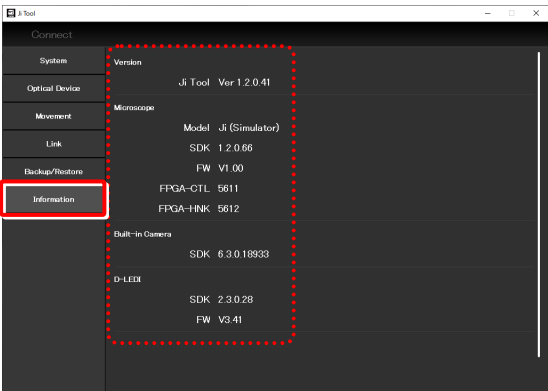 Ji Tool
Connect
System
Optical Device
Movement
Link
Backup/Restore
Information
Version
Ji Tool Ver 1.2.0.41
Microscope
Model Ji (Simulator)
SDK 1.2.0.66
FW V1.00
FPGA-CTL 5611
FPGA-HNK 5612
Built-in Camera
SDK 6.3.0.18933
D-LEDI
SDK 2.3.0.28
FW V3.41